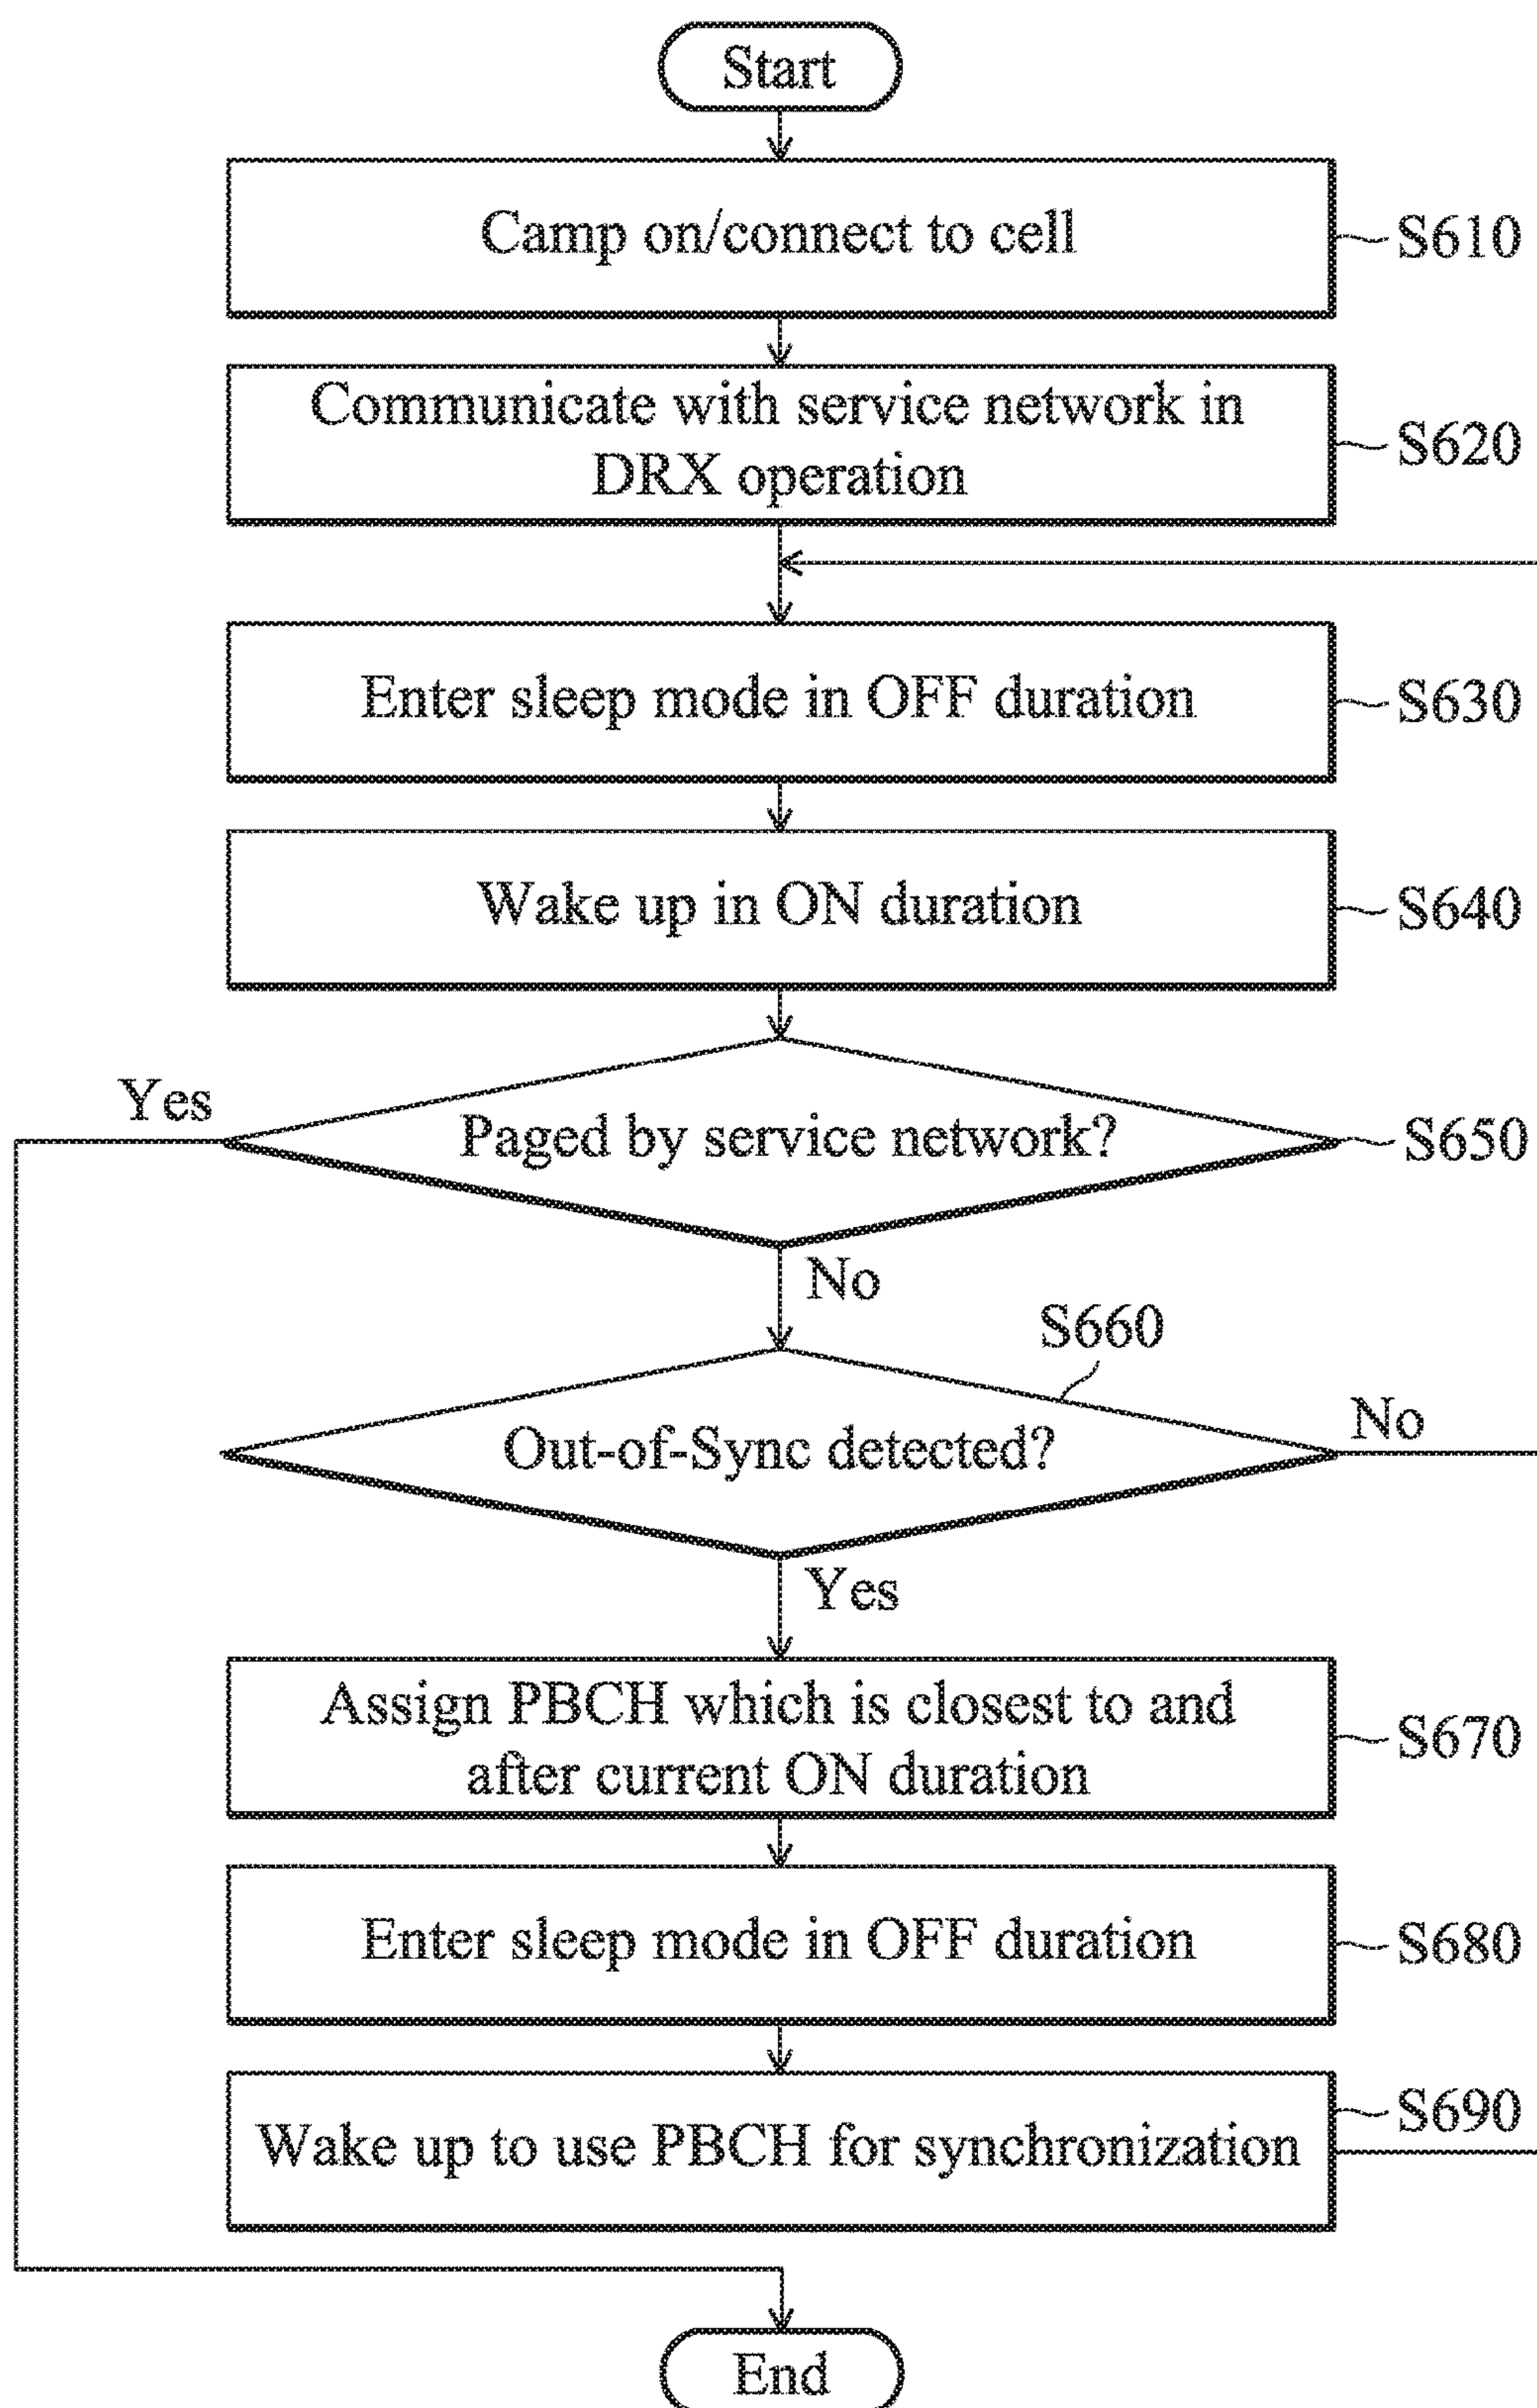 Start
Camp on/connect to cell
S610
Communicate with service network in
DRX operation
S620
Enter sleep mode in OFF duration
S630
Wake up in ON duration
S640
Yes
Paged by service network?
S650
No
S660
Out-of-Sync detected?
No
Yes
Assign PBCH which is closest to and
after current ON duration
S670
Enter sleep mode in OFF duration
S680
Wake up to use PBCH for synchronization
S690
End